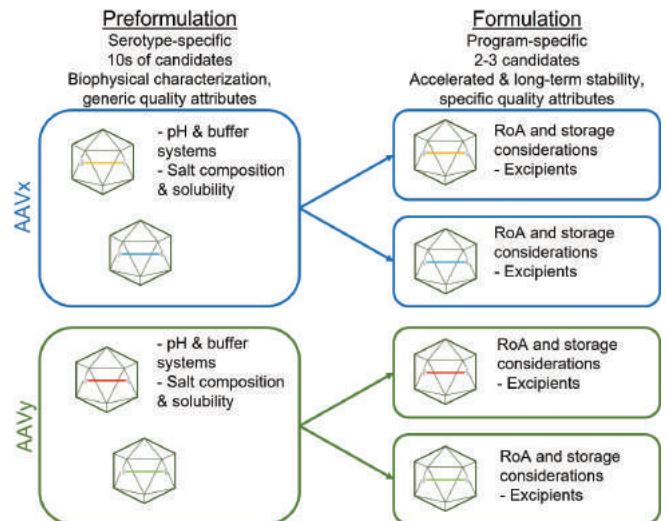 Preformulation
Serotype-specific
10s of candidates
Biophysical characterization,
generic quality attributes
Formulation
Program-specific
2-3 candidates
Accelerated & long-term stability,
specific quality attributes
AAVx
- pH & buffer
systems
- Salt composition
& solubility
RoA and storage
considerations
- Excipients
RoA and storage
considerations
- Excipients
AAVy
- pH & buffer
systems
- Salt composition
& solubility
RoA and storage
considerations
- Excipients
RoA and storage
considerations
- Excipients